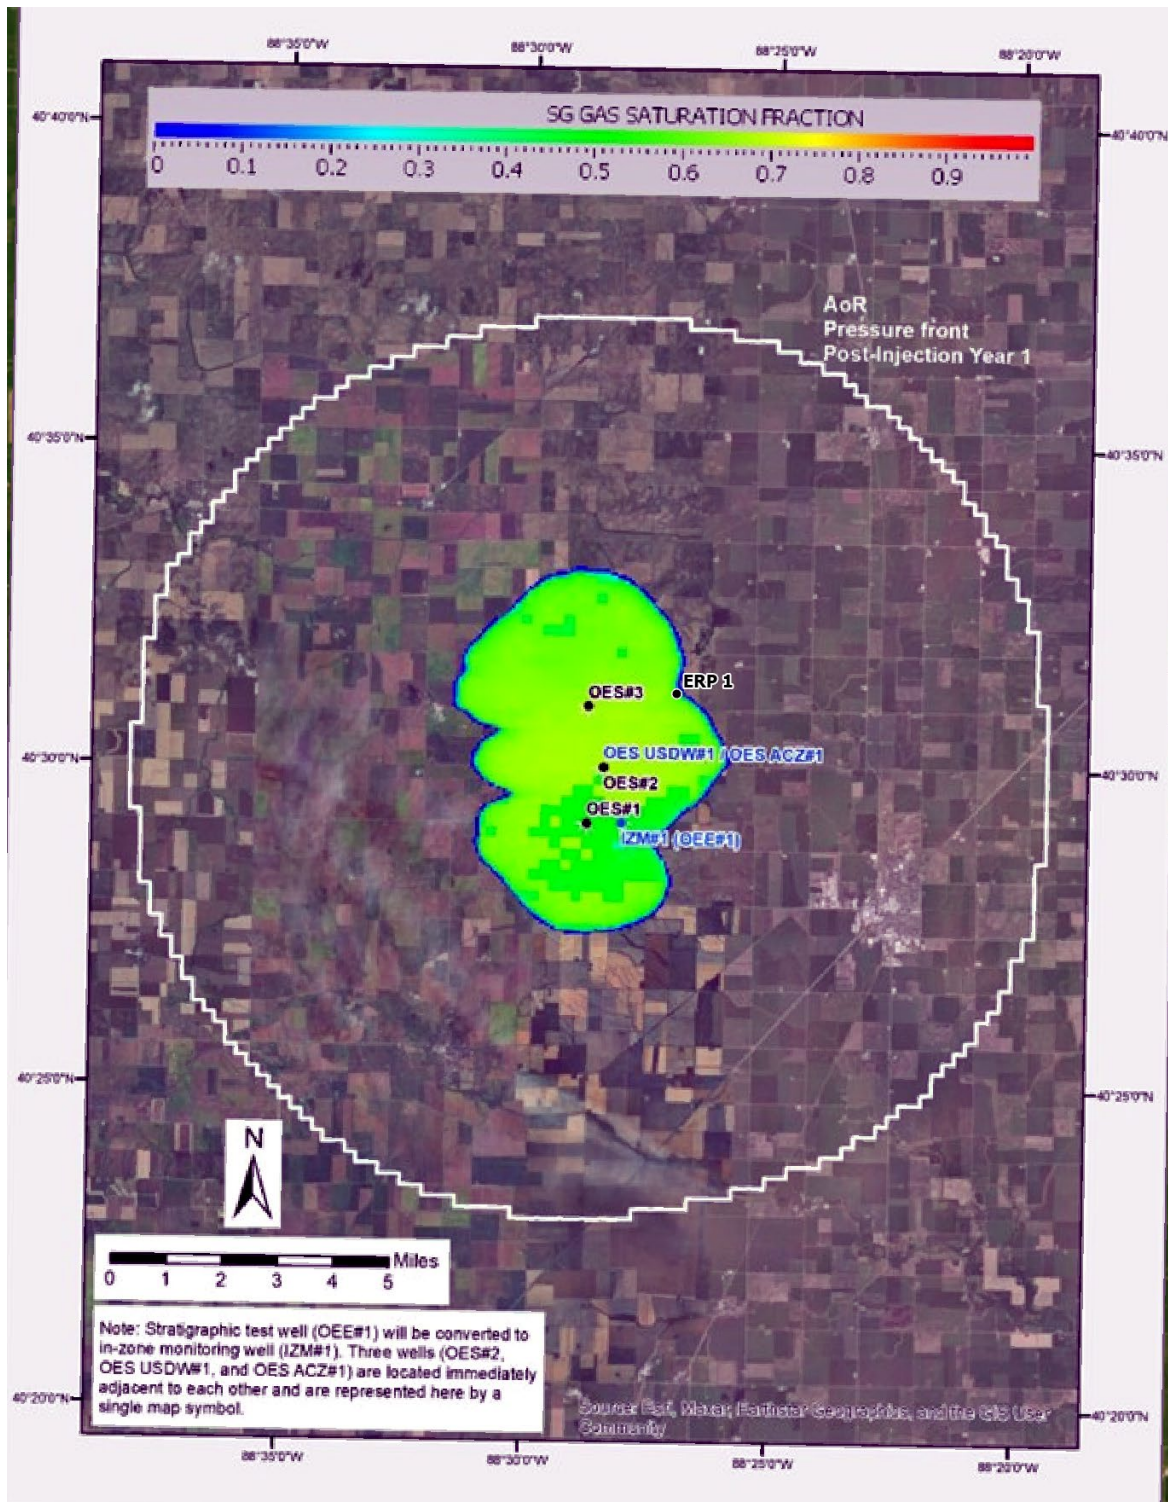 88°35'0"W 88°30'0"W 88°25'0"W 88°20'0"W
40°40'0"N
40°40'0"N
SG GAS SATURATION FRACTION
0 0.1 0.2 0.3 0.4 0.5 0.6 0.7 0.8 0.9
AoR
Pressure front
Post-Injection Year 1
40°35'0"N
40°35'0"N
ERP 1
OES#3
OES USDW#1 / OES ACZ#1
40°30'0"N
40°30'0"N
OES#2
OES#1
IZM#1 (OEE#1)
40°25'0"N
40°25'0"N
N
Miles
0 1 2 3 4 5
Note: Stratigraphic test well (OEE#1) will be converted to
in-zone monitoring well (IZM#1). Three wells (OES#2,
OES USDW#1, and OES ACZ#1) are located immediately
adjacent to each other and are represented here by a
single map symbol.
40°20'0"N
Source: Esri, Maxar, Earthstar Geographics, and the GIS User
Community
40°20'0"N
88°35'0"W 88°30'0"W 88°25'0"W 88°20'0"W